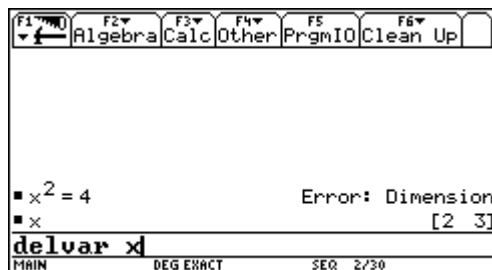 F1 F2 Algebra F3 Calc F4 Other F5 PrgmIO F6 Clean Up
x² = 4 Error: Dimension
x [2 3]
delvar x
MAIN DEG EXACT SEQ 2/30